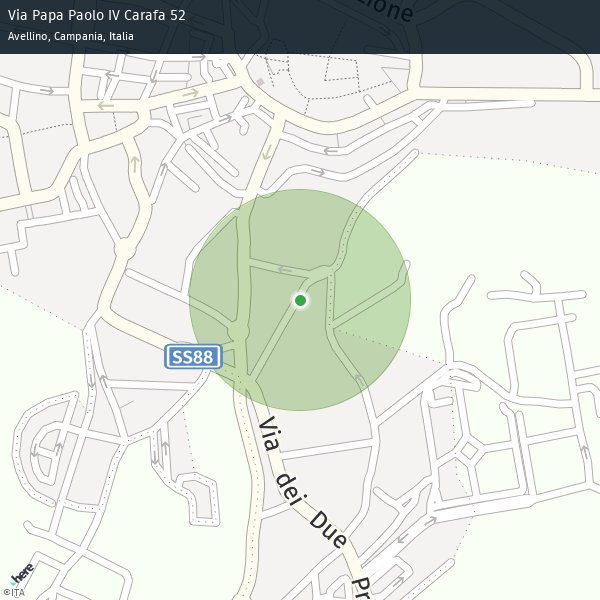 Via Papa Paolo IV Carafa 52
Avellino, Campania, Italia
zione
SS88
Via dei Due Pr
here
© ITA